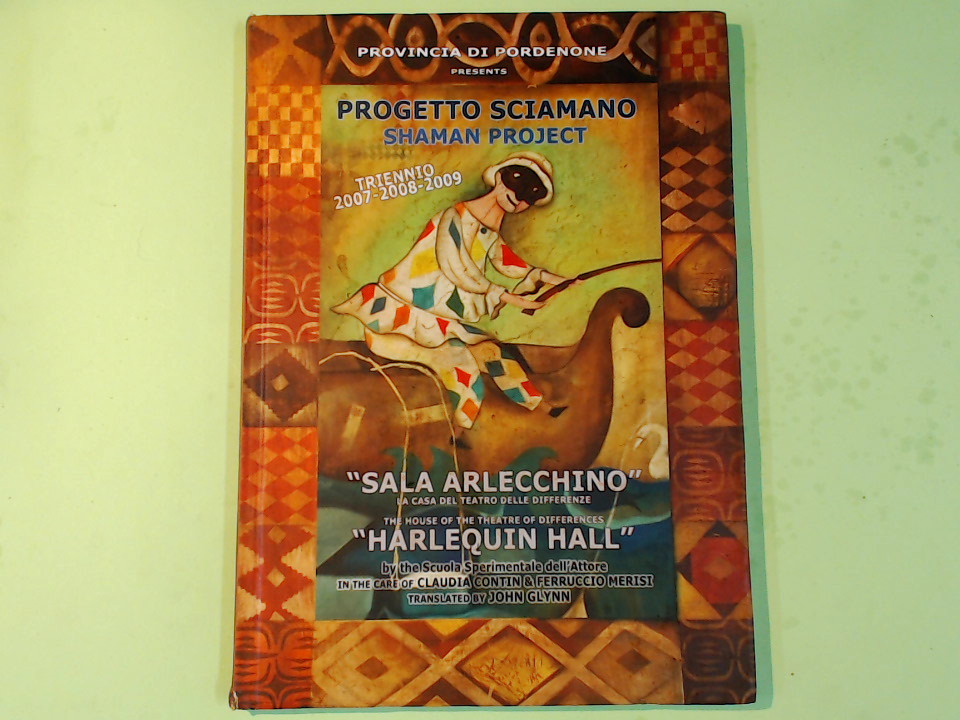 PROVINCIA DI PORDENONE
PRESENTS
PROGETTO SCIAMANO
SHAMAN PROJECT
TRIENNIO
2007-2008-2009
"SALA ARLECCHINO"
LA CASA DEL TEATRO DELLE DIFFERENZE
THE HOUSE OF THE THEATRE OF DIFFERENCES
"HARLEQUIN HALL"
by the Scuola Sperimentale dell'Attore
IN THE CARE OF CLAUDIA CONTIN & FERRUCCIO MERISI
TRANSLATED BY JOHN GLYNN